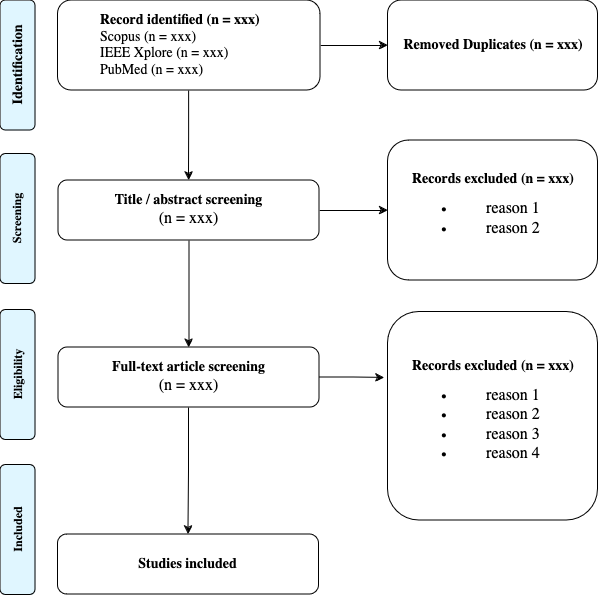 Identification
Record identified (n = xxx)
Scopus (n = xxx)
IEEE Xplore (n = xxx)
PubMed (n = xxx)
Removed Duplicates (n = xxx)
Screening
Title / abstract screening
(n = xxx)
Records excluded (n = xxx)
• reason 1
• reason 2
Eligibility
Full-text article screening
(n = xxx)
Records excluded (n = xxx)
• reason 1
• reason 2
• reason 3
• reason 4
Included
Studies included